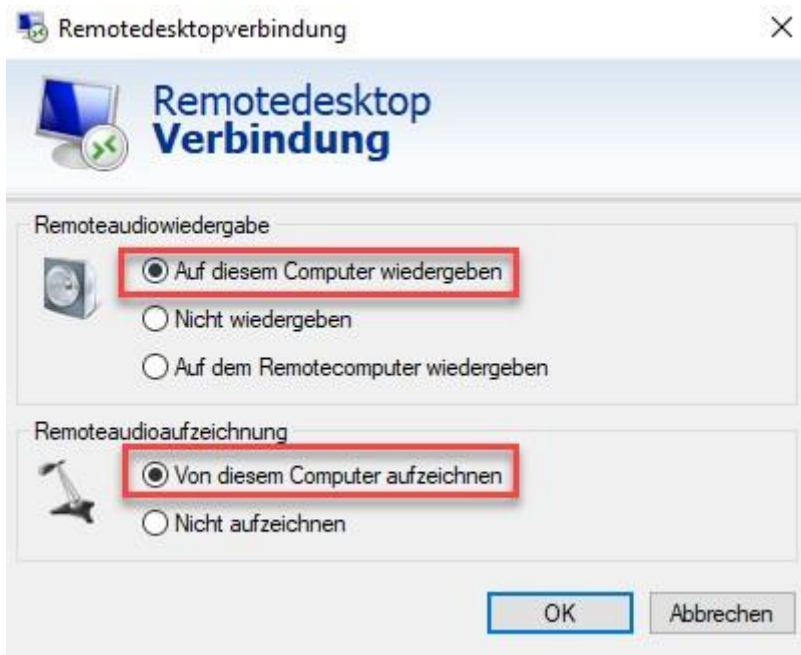 Remotedesktopverbindung
Remotedesktop
Verbindung
Remoteaudiowiedergabe
Auf diesem Computer wiedergeben
Nicht wiedergeben
Auf dem Remotecomputer wiedergeben
Remoteaudioaufzeichnung
Von diesem Computer aufzeichnen
Nicht aufzeichnen
OK Abbrechen